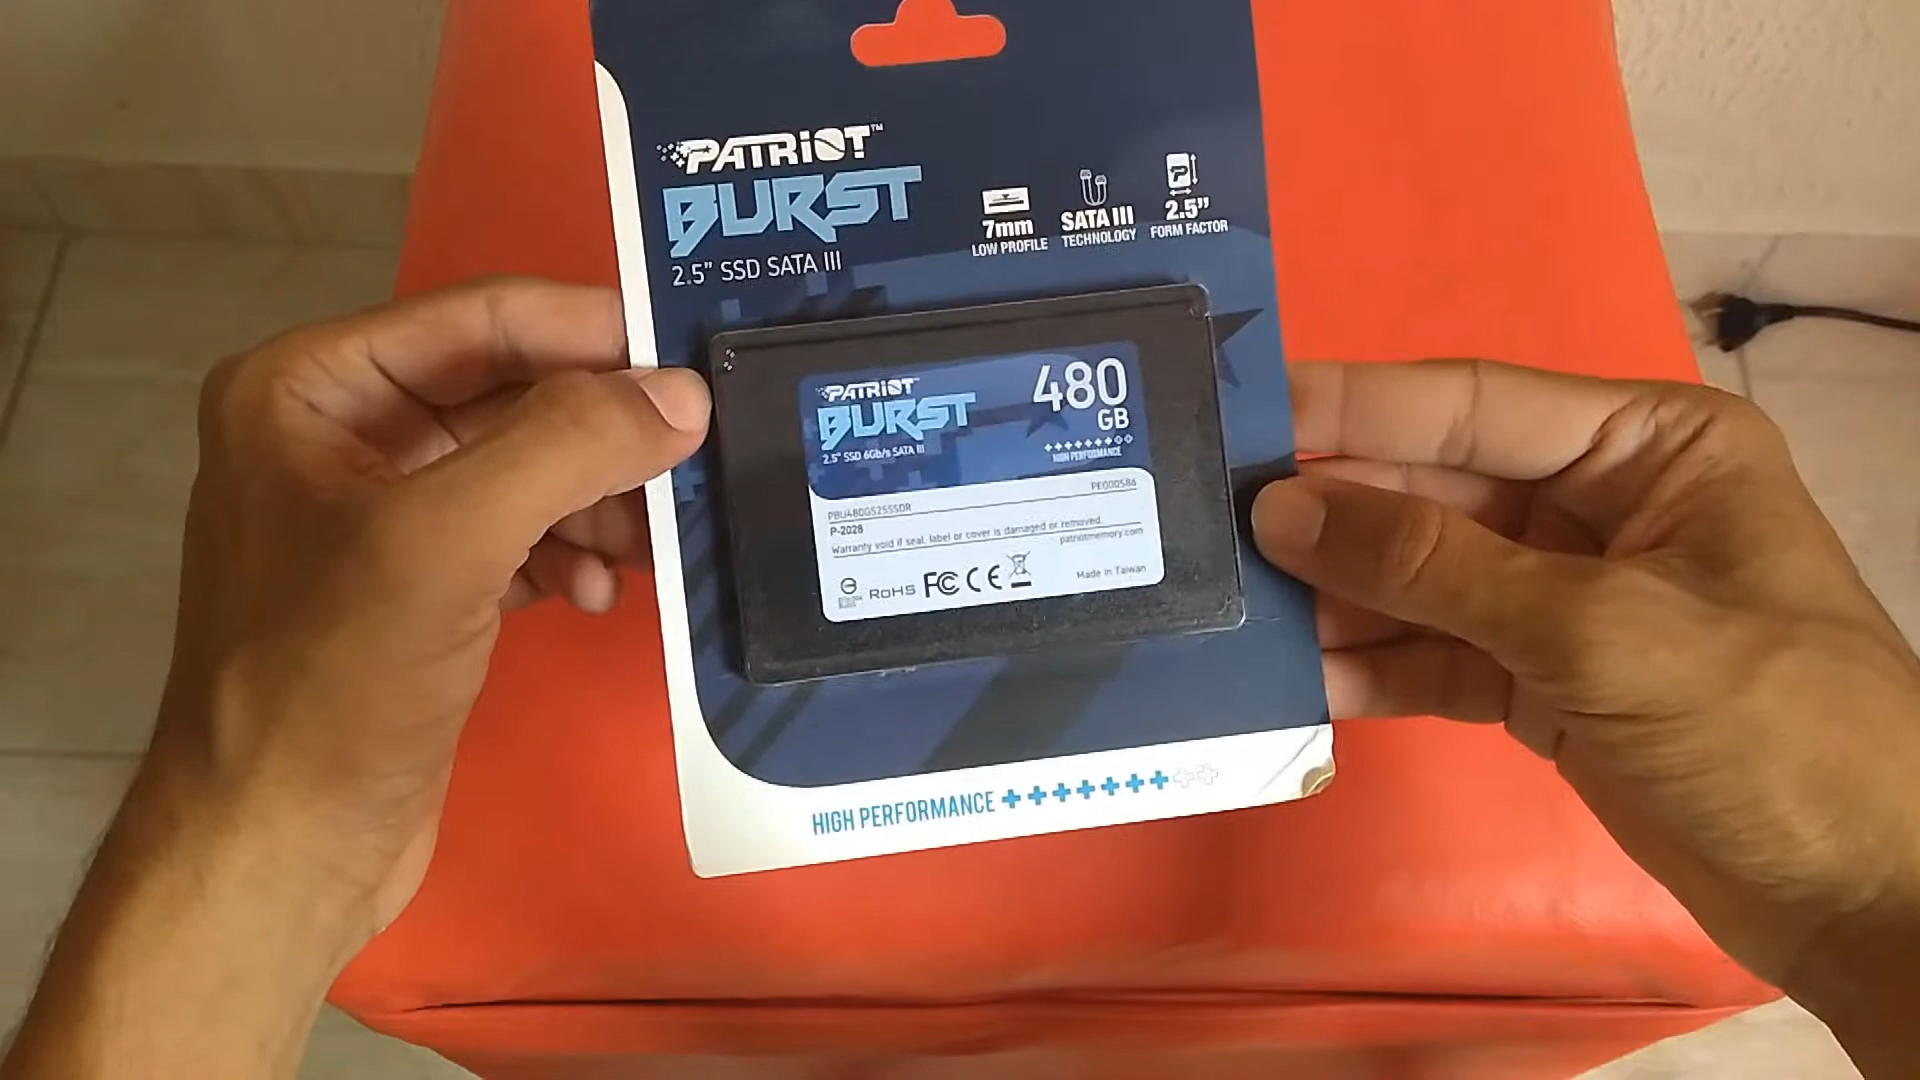 PATRIOT™
BURST
2.5” SSD SATA III
7mm
LOW PROFILE
SATA III
TECHNOLOGY
2.5”
FORM FACTOR
PATRIOT
BURST
2.5" SSD 6Gb/s SATA III
480
GB
HIGH PERFORMANCE
PBU480GS25SSDR
PE000586
P-2028
Warranty void if seal, label or cover is damaged or removed.
patriotmemory.com
RoHS FC CE
Made in Taiwan
HIGH PERFORMANCE